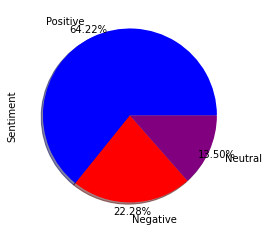 Positive
64.22%
Sentiment
13.50%
Neutral
22.28%
Negative